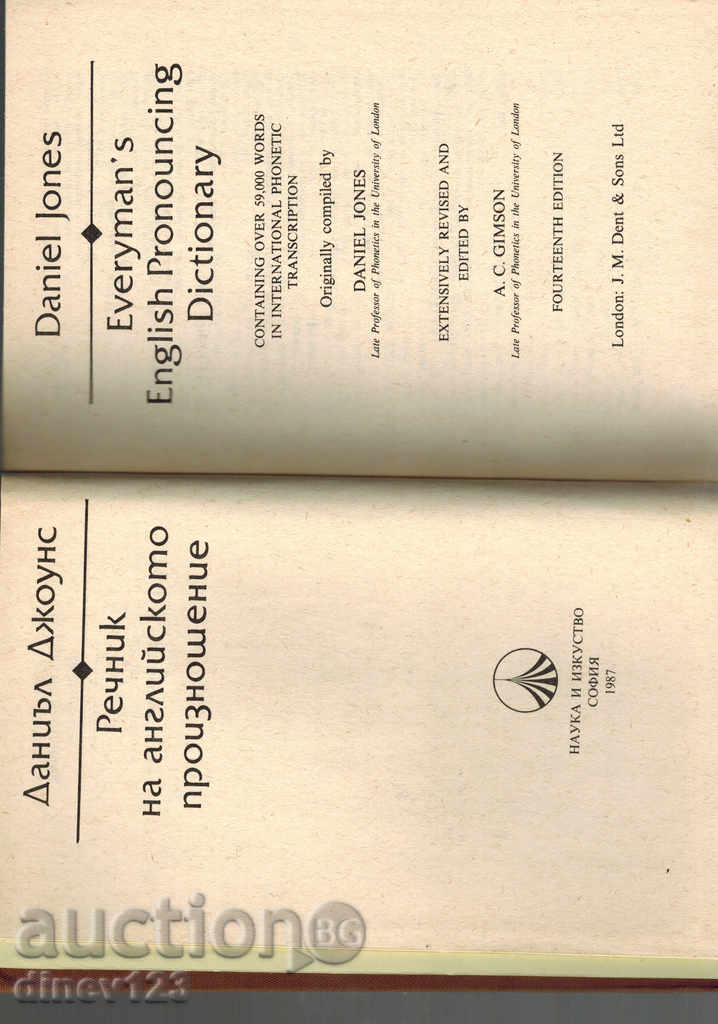 Даниъл Джоунс
Речник
на английското
произношение
НАУКА И ИЗКУСТВО
СОФИЯ
1987
Daniel Jones
Everyman's
English Pronouncing
Dictionary
CONTAINING OVER 59,000 WORDS
IN INTERNATIONAL PHONETIC
TRANSCRIPTION
Originally compiled by
DANIEL JONES
Late Professor of Phonetics in the University of London
EXTENSIVELY REVISED AND
EDITED BY
A. C. GIMSON
Late Professor of Phonetics in the University of London
FOURTEENTH EDITION
London: J. M. Dent & Sons Ltd
auction BG
dinev123